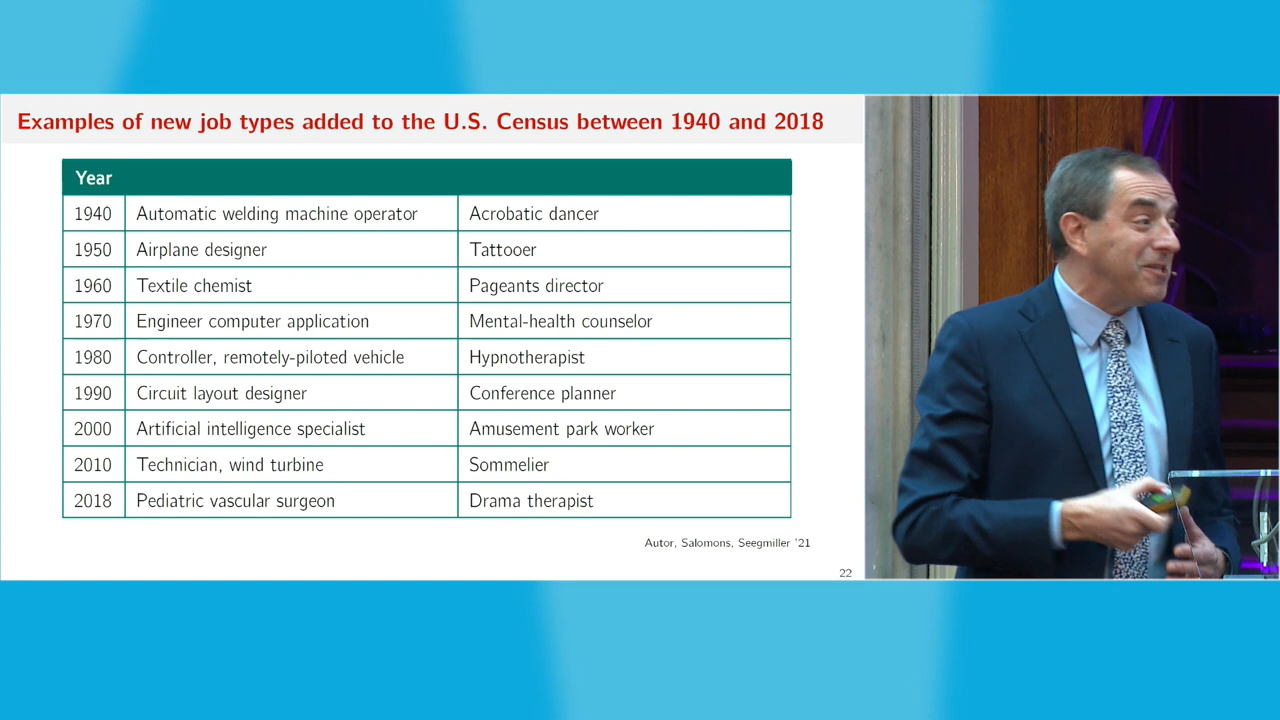 Examples of new job types added to the U.S. Census between 1940 and 2018
Year
1940 Automatic welding machine operator Acrobatic dancer
1950 Airplane designer Tattooer
1960 Textile chemist Pageants director
1970 Engineer computer application Mental-health counselor
1980 Controller, remotely-piloted vehicle Hypnotherapist
1990 Circuit layout designer Conference planner
2000 Artificial intelligence specialist Amusement park worker
2010 Technician, wind turbine Sommelier
2018 Pediatric vascular surgeon Drama therapist
Autor, Salomons, Seegmiller '21
22